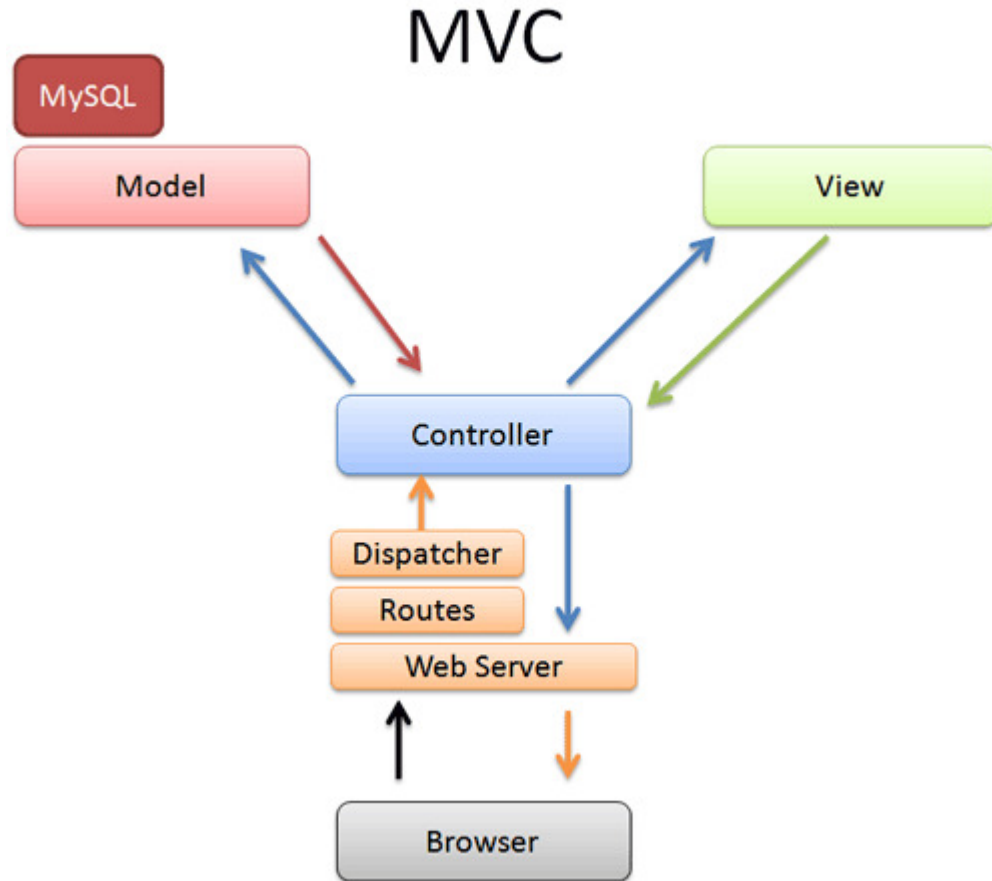 MVC
MySQL
Model
View
Controller
Dispatcher
Routes
Web Server
Browser